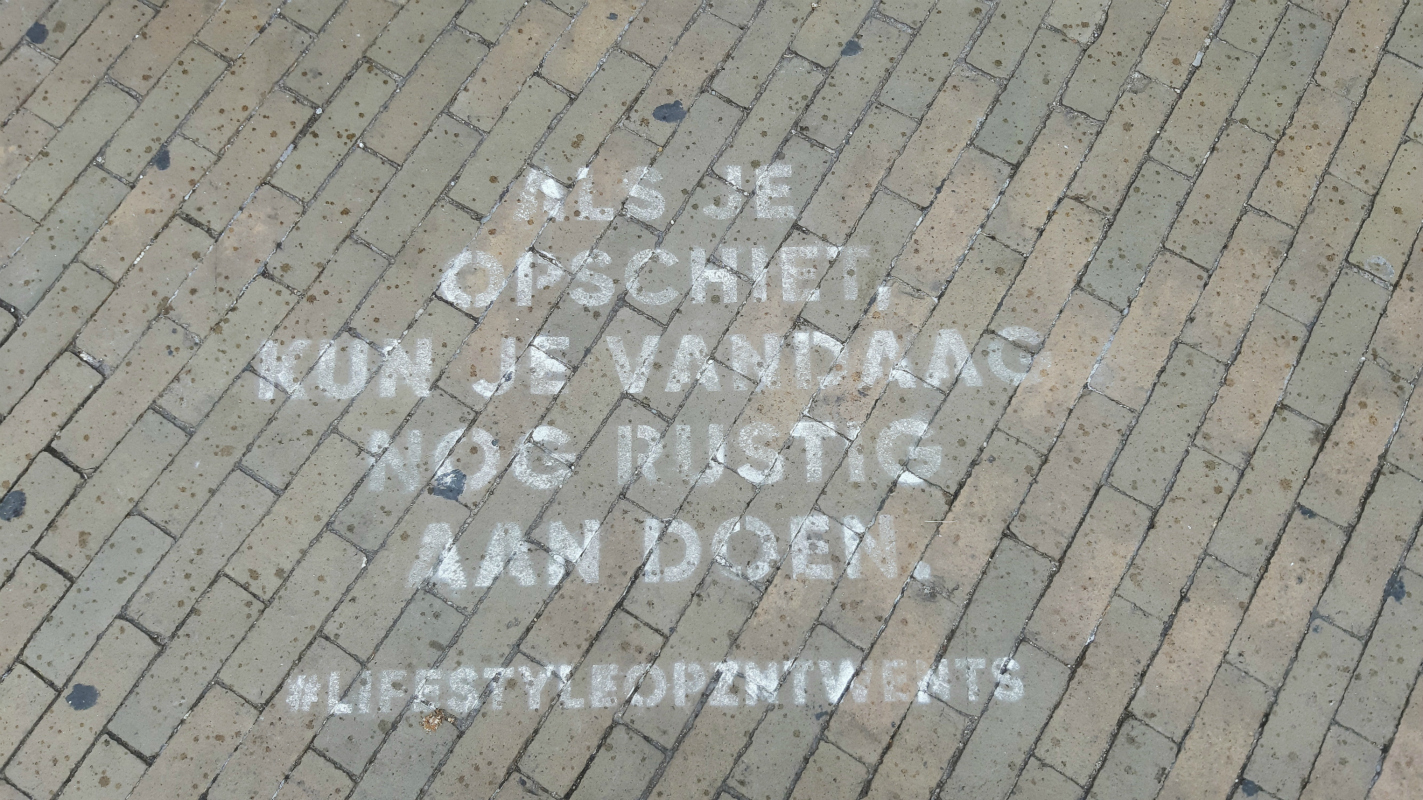 ALS JE
OPSCHIET,
KUN JE VANDAAG
NOG RUSTIG
AAN DOEN.
#LIFESTYLEOPZNTWENTS